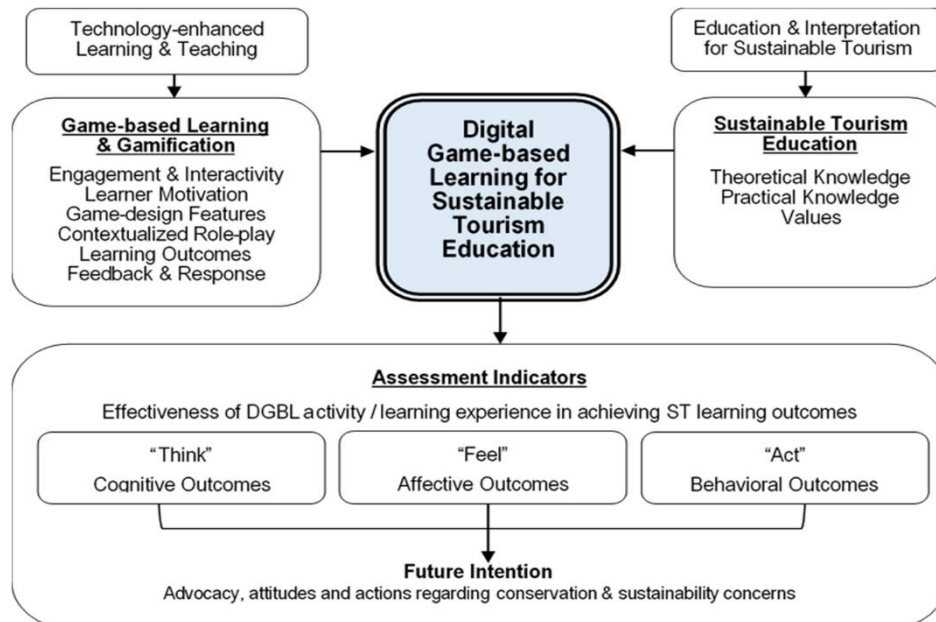 Technology-enhanced
Learning & Teaching
Education & Interpretation
for Sustainable Tourism
Game-based Learning
& Gamification
Engagement & Interactivity
Learner Motivation
Game-design Features
Contextualized Role-play
Learning Outcomes
Feedback & Response
Digital
Game-based
Learning for
Sustainable
Tourism
Education
Sustainable Tourism
Education
Theoretical Knowledge
Practical Knowledge
Values
Assessment Indicators
Effectiveness of DGBL activity / learning experience in achieving ST learning outcomes
“Think”
Cognitive Outcomes
“Feel”
Affective Outcomes
“Act”
Behavioral Outcomes
Future Intention
Advocacy, attitudes and actions regarding conservation & sustainability concerns